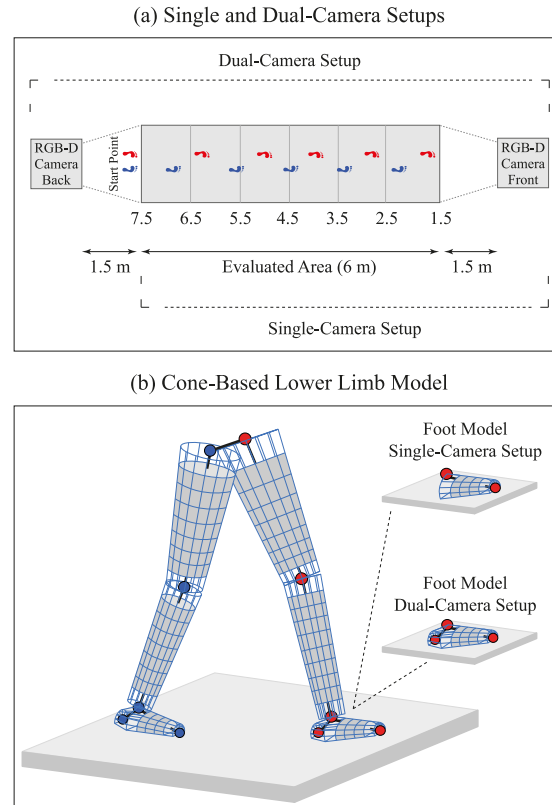 (a) Single and Dual-Camera Setups
Dual-Camera Setup
RGB-D
Camera
Back
Start Point
RGB-D
Camera
Front
7.5 6.5 5.5 4.5 3.5 2.5 1.5
1.5 m Evaluated Area (6 m) 1.5 m
Single-Camera Setup
(b) Cone-Based Lower Limb Model
Foot Model
Single-Camera Setup
Foot Model
Dual-Camera Setup